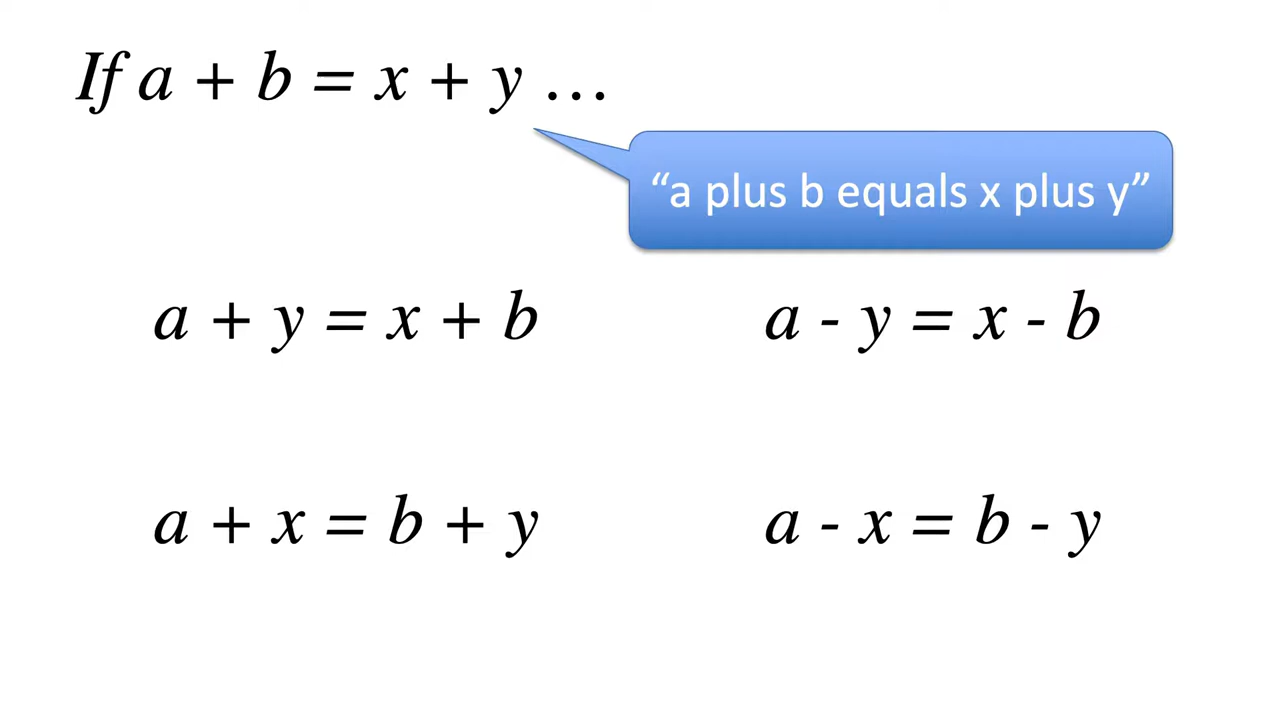 If a + b = x + y …
“a plus b equals x plus y”
a + y = x + b
a - y = x - b
a + x = b + y
a - x = b - y